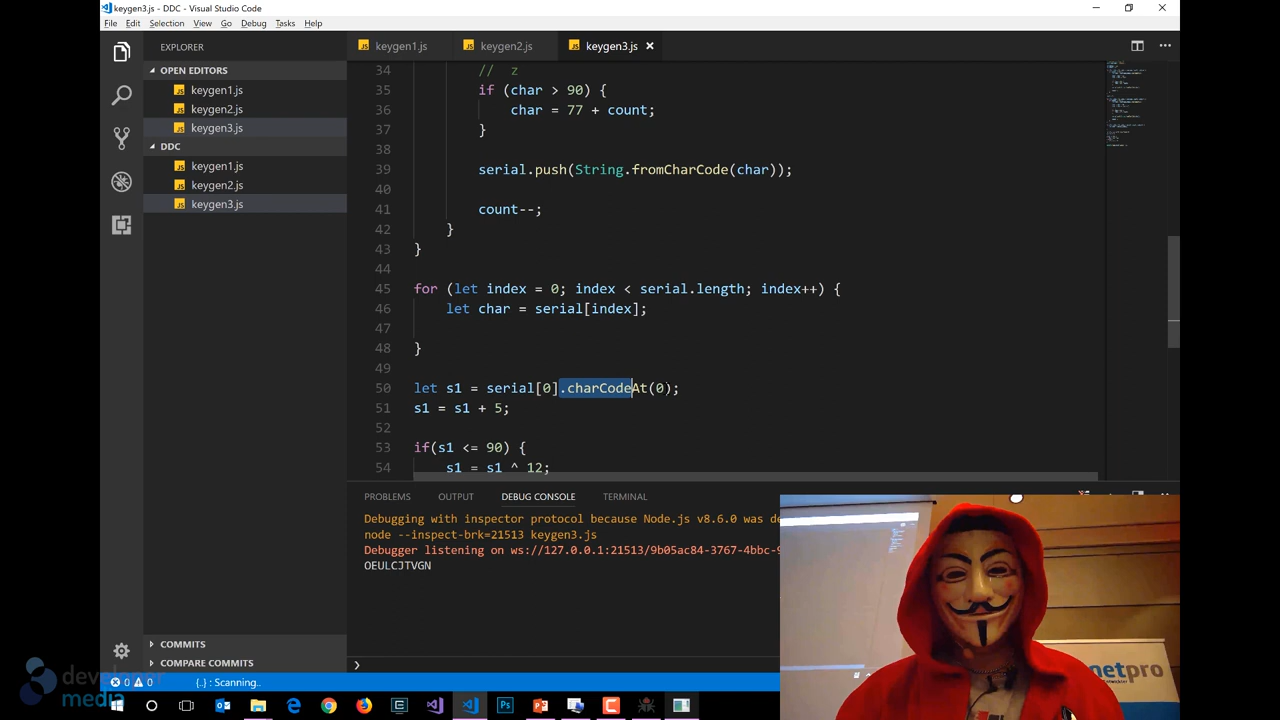 keygen3.js - DDC - Visual Studio Code
File Edit Selection View Go Debug Tasks Help
EXPLORER
OPEN EDITORS
keygen1.js
keygen2.js
keygen3.js
DDC
keygen1.js
keygen2.js
keygen3.js
COMMITS
COMPARE COMMITS
keygen1.js keygen2.js keygen3.js
34 // z
35 if (char > 90) {
36 char = 77 + count;
37 }
38
39 serial.push(String.fromCharCode(char));
40
41 count--;
42 }
43 }
44
45 for (let index = 0; index < serial.length; index++) {
46 let char = serial[index];
47
48 }
49
50 let s1 = serial[0].charCodeAt(0);
51 s1 = s1 + 5;
52
53 if(s1 <= 90) {
54 s1 = s1 ^ 12;
PROBLEMS OUTPUT DEBUG CONSOLE TERMINAL
Debugging with inspector protocol because Node.js v8.6.0 was
node --inspect-brk=21513 keygen3.js
Debugger listening on ws://127.0.0.1:21513/9b05ac84-3767-4bbc-
OEULCJTVGN
0 0 {..} : Scanning..
developer
media
netpro